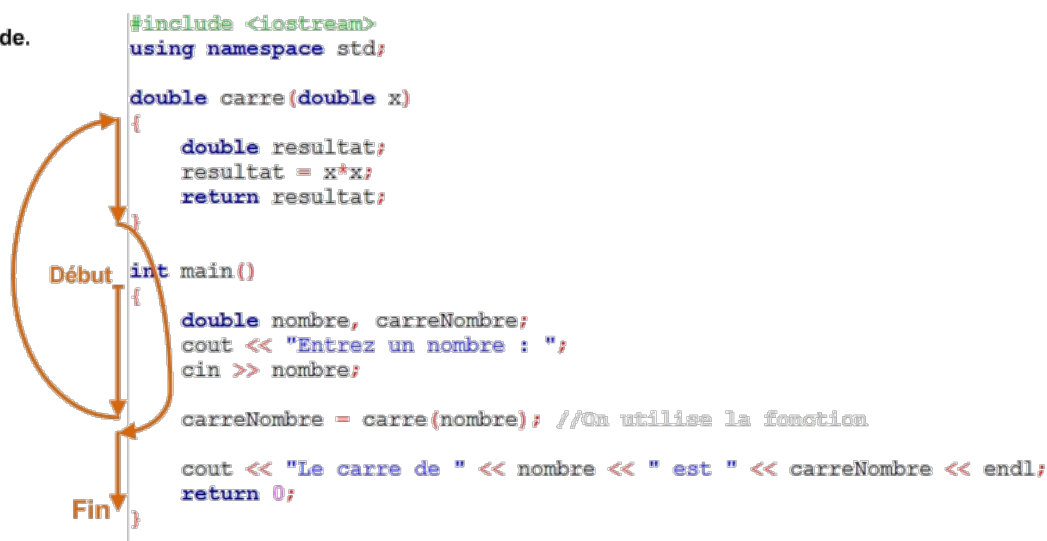 de.
#include <iostream>
using namespace std;
double carre(double x)
{
double resultat;
resultat = x*x;
return resultat;
}
Début
int main()
{
double nombre, carreNombre;
cout << "Entrez un nombre : ";
cin >> nombre;
carreNombre = carre(nombre); //On utilise la fonction
cout << "Le carre de " << nombre << " est " << carreNombre << endl;
return 0;
Fin
}